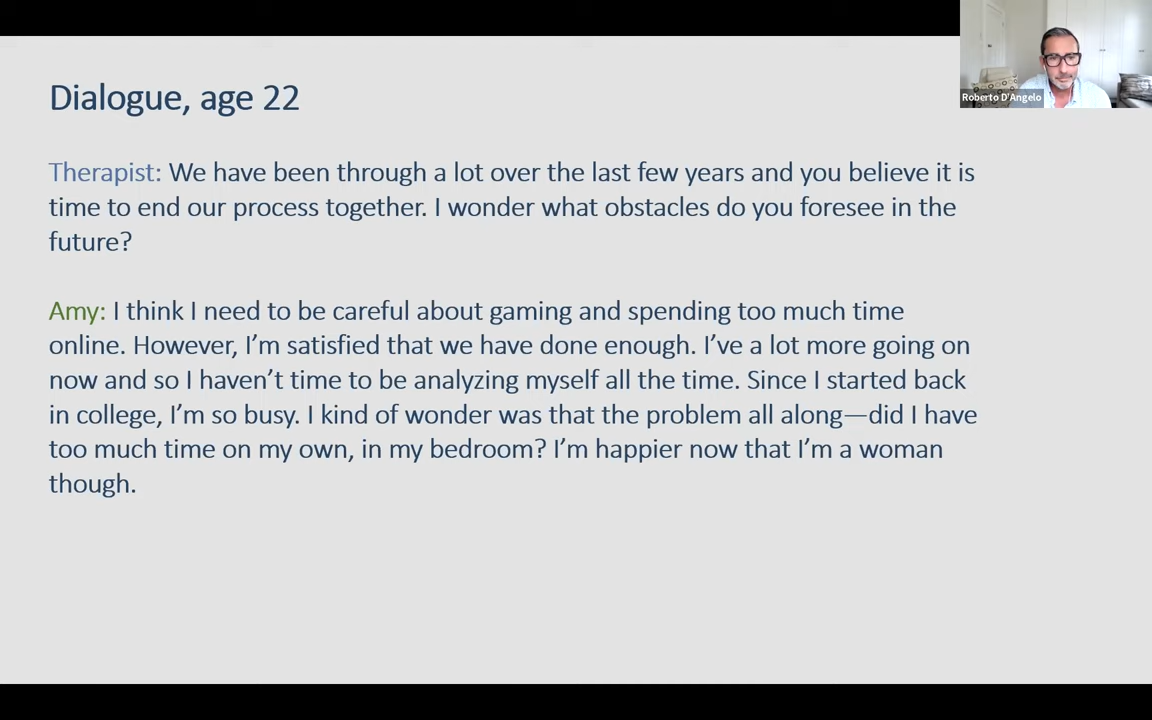 Dialogue, age 22
Roberto D'Angelo
Therapist: We have been through a lot over the last few years and you believe it is
time to end our process together. I wonder what obstacles do you foresee in the
future?
Amy: I think I need to be careful about gaming and spending too much time
online. However, I'm satisfied that we have done enough. I've a lot more going on
now and so I haven't time to be analyzing myself all the time. Since I started back
in college, I'm so busy. I kind of wonder was that the problem all along—did I have
too much time on my own, in my bedroom? I'm happier now that I'm a woman
though.